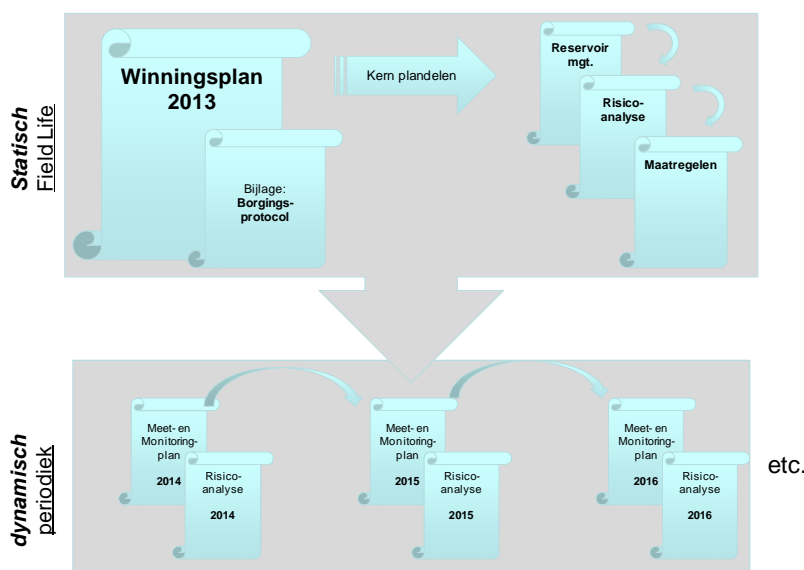 Statisch
Field Life
Winningsplan
2013
Bijlage:
Borgings-
protocol
Kern plandelen
Reservoir
mgt.
Risico-
analyse
Maatregelen
dynamisch
periodiek
Meet- en
Monitoring-
plan
2014
Risico-
analyse
2014
Meet- en
Monitoring-
plan
2015
Risico-
analyse
2015
Meet- en
Monitoring-
plan
2016
Risico-
analyse
2016
etc.